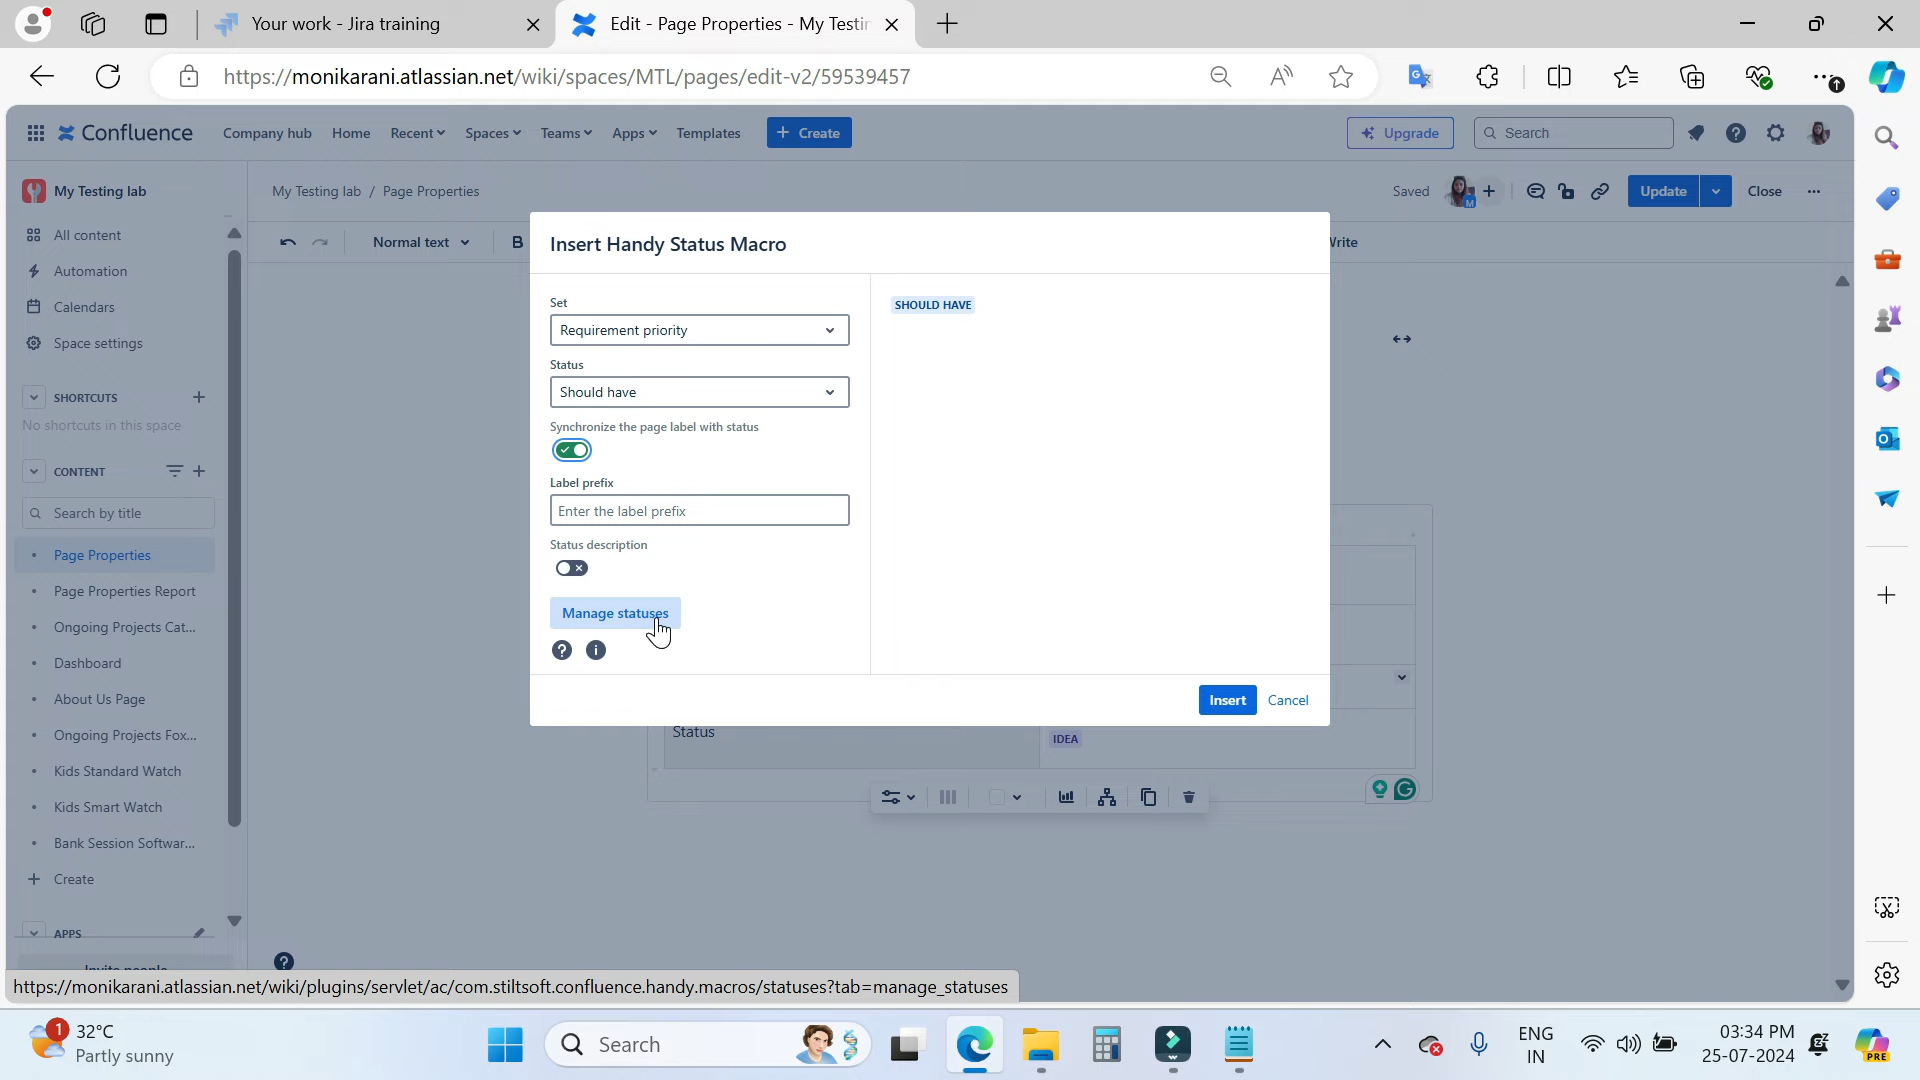 Your work - Jira training
Edit - Page Properties - My Testin
https://monikarani.atlassian.net/wiki/spaces/MTL/pages/edit-v2/59539457
Confluence
Company hub
Home
Recent
Spaces
Teams
Apps
Templates
+ Create
Upgrade
Search
My Testing lab
My Testing lab / Page Properties
Saved
M
Update
Close
All content
Normal text
B
Write
Automation
Calendars
Space settings
SHORTCUTS
No shortcuts in this space
CONTENT
Search by title
Page Properties
Page Properties Report
Ongoing Projects Cat...
Dashboard
About Us Page
Ongoing Projects Fox...
Kids Standard Watch
Kids Smart Watch
Bank Session Softwar...
Create
APPS
Invite people
Insert Handy Status Macro
Set
Requirement priority
Status
Should have
Synchronize the page label with status
Label prefix
Enter the label prefix
Status description
Manage statuses
SHOULD HAVE
Insert
Cancel
Status
IDEA
https://monikarani.atlassian.net/wiki/plugins/servlet/ac/com.stiltsoft.confluence.handy.macros/statuses?tab=manage_statuses
1
32°C
Partly sunny
Search
ENG
IN
03:34 PM
25-07-2024
PRE